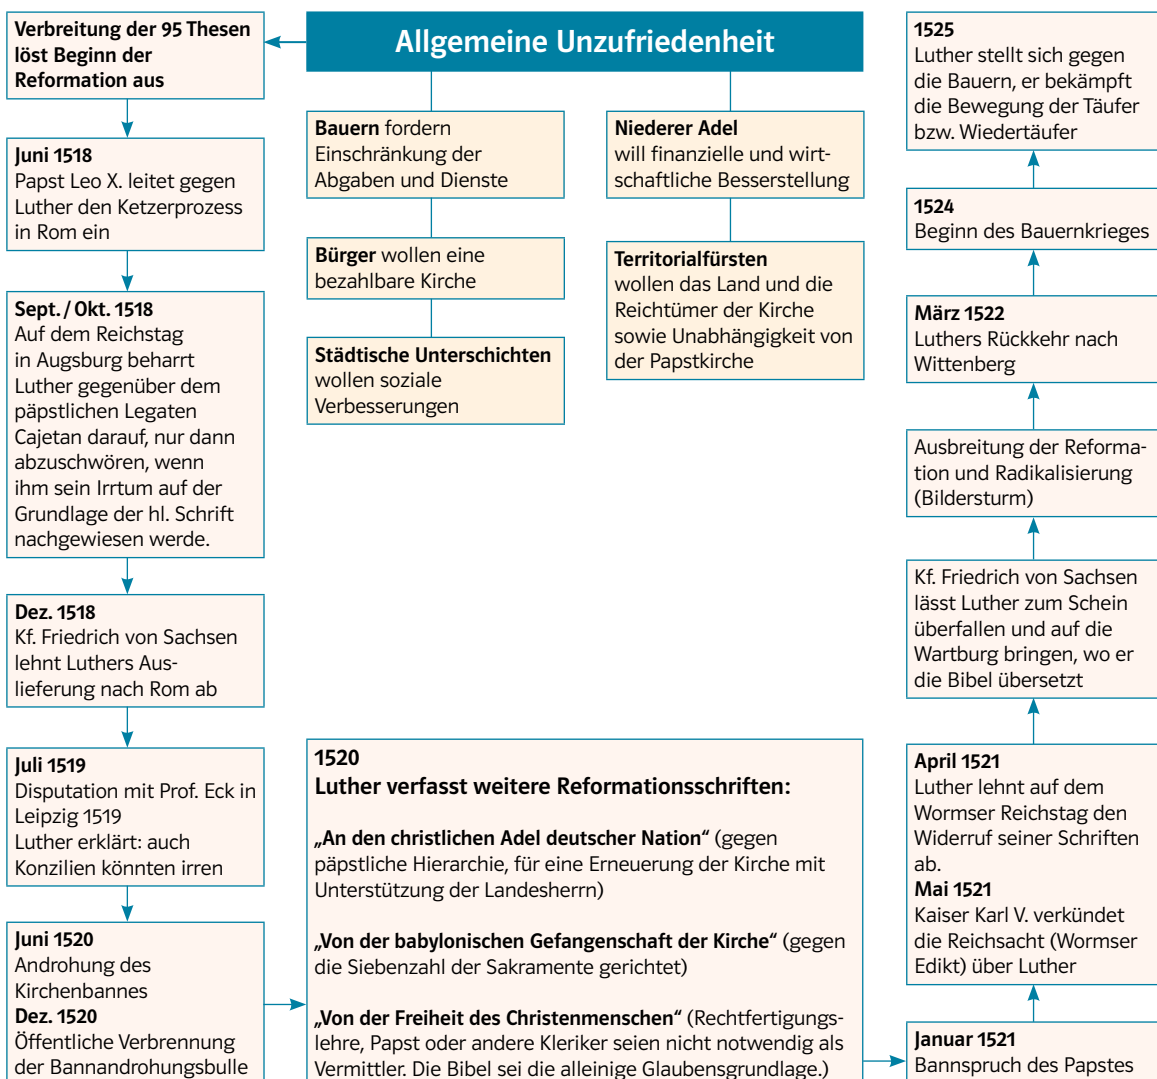 Allgemeine Unzufriedenheit
Verbreitung der 95 Thesen
löst Beginn der
Reformation aus
Juni 1518
Papst Leo X. leitet gegen
Luther den Ketzerprozess
in Rom ein
Sept. / Okt. 1518
Auf dem Reichstag
in Augsburg beharrt
Luther gegenüber dem
päpstlichen Legaten
Cajetan darauf, nur dann
abzuschwören, wenn
ihm sein Irrtum auf der
Grundlage der hl. Schrift
nachgewiesen werde.
Dez. 1518
Kf. Friedrich von Sachsen
lehnt Luthers Aus-
lieferung nach Rom ab
Juli 1519
Disputation mit Prof. Eck in
Leipzig 1519
Luther erklärt: auch
Konzilien könnten irren
Juni 1520
Androhung des
Kirchenbannes
Dez. 1520
Öffentliche Verbrennung
der Bannandrohungsbulle
Bauern fordern
Einschränkung der
Abgaben und Dienste
Bürger wollen eine
bezahlbare Kirche
Städtische Unterschichten
wollen soziale
Verbesserungen
Niederer Adel
will finanzielle und wirt-
schaftliche Besserstellung
Territorialfürsten
wollen das Land und die
Reichtümer der Kirche
sowie Unabhängigkeit von
der Papstkirche
1520
Luther verfasst weitere Reformationsschriften:
„An den christlichen Adel deutscher Nation“ (gegen
päpstliche Hierarchie, für eine Erneuerung der Kirche mit
Unterstützung der Landesherrn)
„Von der babylonischen Gefangenschaft der Kirche“ (gegen
die Siebenzahl der Sakramente gerichtet)
„Von der Freiheit des Christenmenschen“ (Rechtfertigungs-
lehre, Papst oder andere Kleriker seien nicht notwendig als
Vermittler. Die Bibel sei die alleinige Glaubensgrundlage.)
Januar 1521
Bannspruch des Papstes
April 1521
Luther lehnt auf dem
Wormser Reichstag den
Widerruf seiner Schriften
ab.
Mai 1521
Kaiser Karl V. verkündet
die Reichsacht (Wormser
Edikt) über Luther
Kf. Friedrich von Sachsen
lässt Luther zum Schein
überfallen und auf die
Wartburg bringen, wo er
die Bibel übersetzt
Ausbreitung der Reforma-
tion und Radikalisierung
(Bildersturm)
März 1522
Luthers Rückkehr nach
Wittenberg
1524
Beginn des Bauernkrieges
1525
Luther stellt sich gegen
die Bauern, er bekämpft
die Bewegung der Täufer
bzw. Wiedertäufer